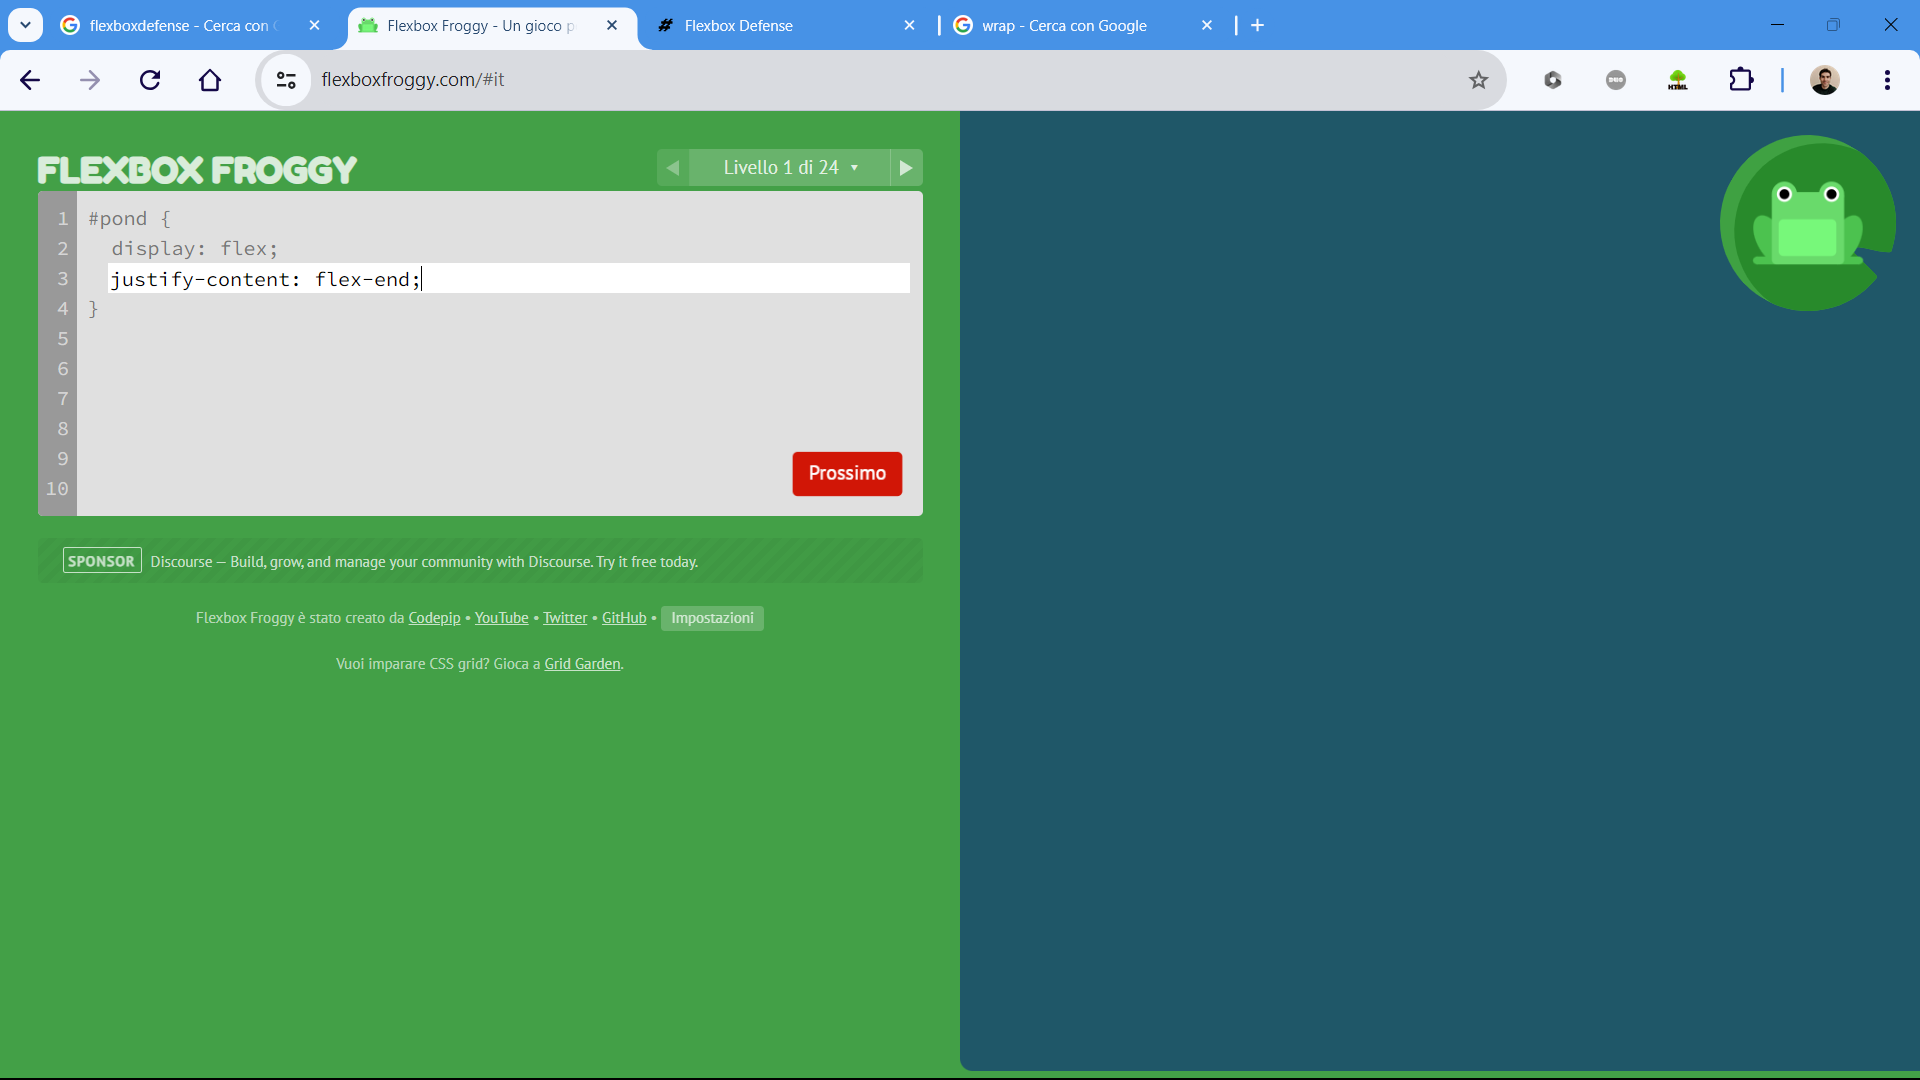 flexboxdefense - Cerca con
Flexbox Froggy - Un gioco p
Flexbox Defense
wrap - Cerca con Google
flexboxfroggy.com/#it
HTML
FLEXBOX FROGGY
Livello 1 di 24
1 #pond {
2 display: flex;
3 justify-content: flex-end;
4 }
5
6
7
8
9
10
Prossimo
SPONSOR Discourse — Build, grow, and manage your community with Discourse. Try it free today.
Flexbox Froggy è stato creato da Codepip • YouTube • Twitter • GitHub • Impostazioni
Vuoi imparare CSS grid? Gioca a Grid Garden.